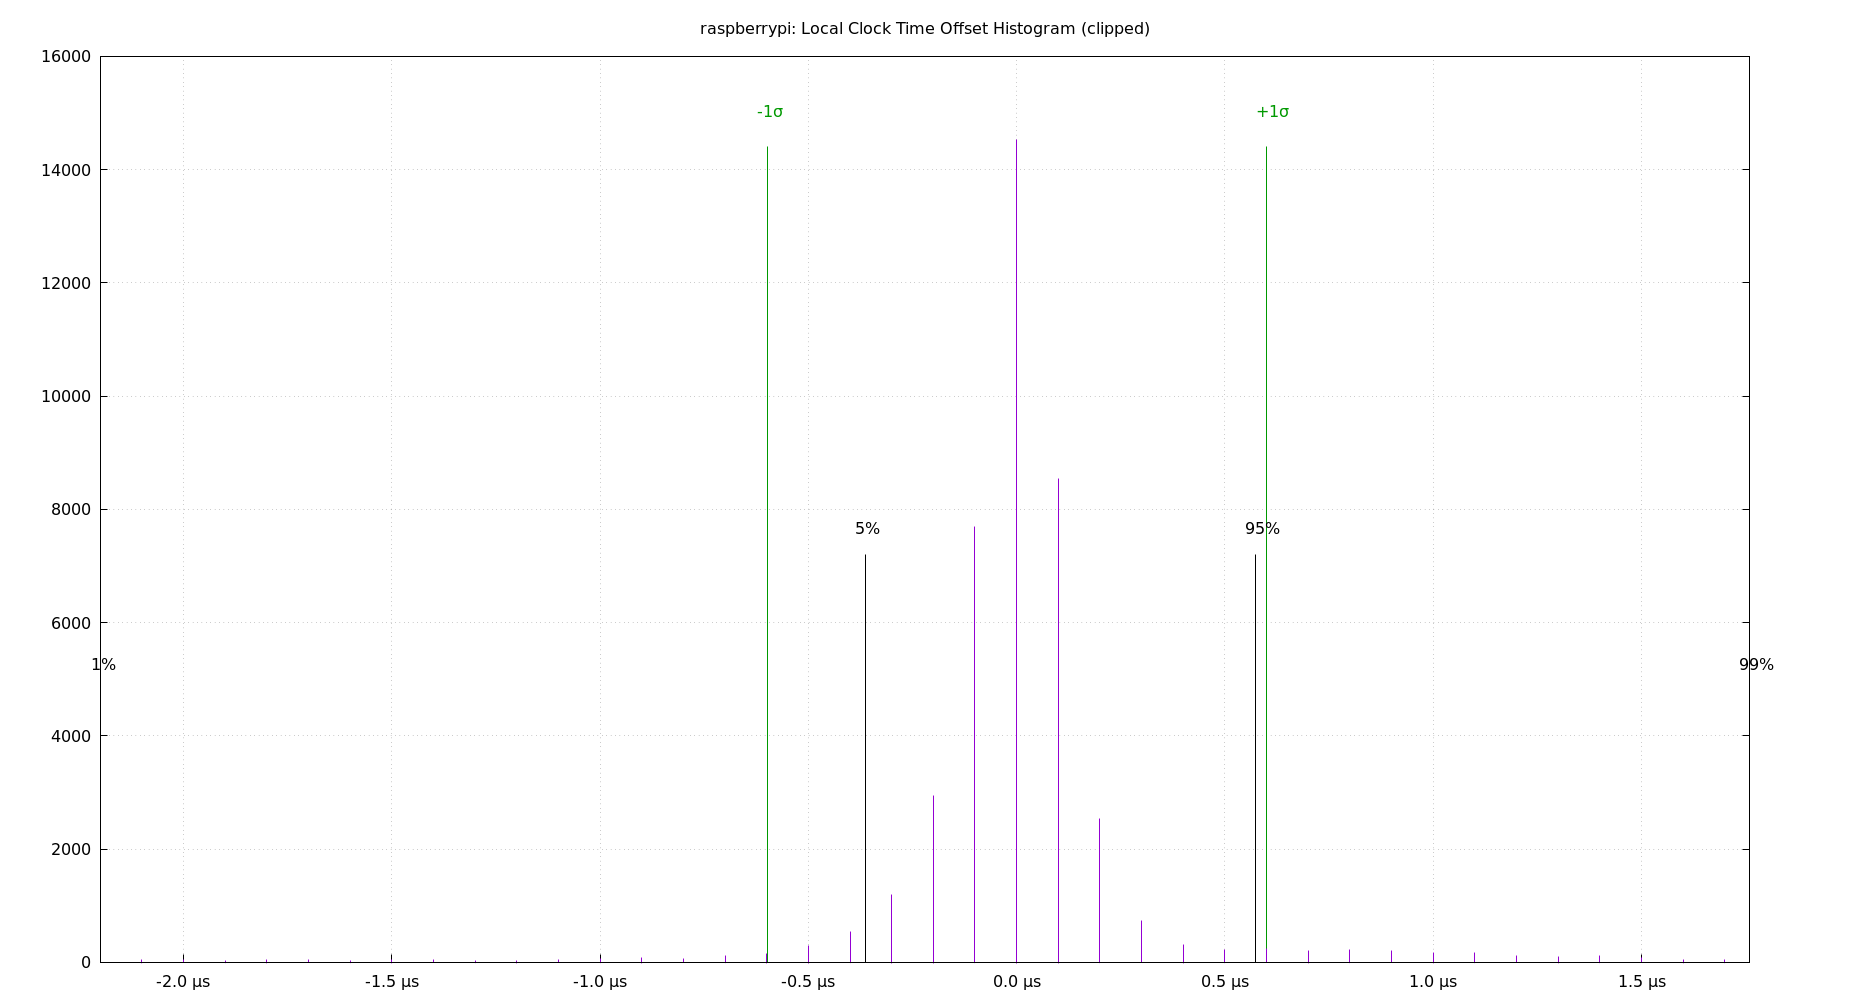 raspberrypi: Local Clock Time Offset Histogram (clipped)
16000
-1σ
+1σ
14000
12000
10000
8000
5%
95%
6000
1%
99%
4000
2000
0
-2.0 μs
-1.5 μs
-1.0 μs
-0.5 μs
0.0 μs
0.5 μs
1.0 μs
1.5 μs